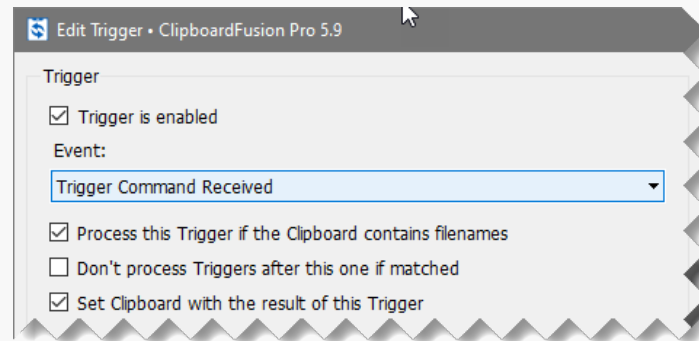 Edit Trigger • ClipboardFusion Pro 5.9
Trigger
Trigger is enabled
Event:
Trigger Command Received
Process this Trigger if the Clipboard contains filenames
Don't process Triggers after this one if matched
Set Clipboard with the result of this Trigger